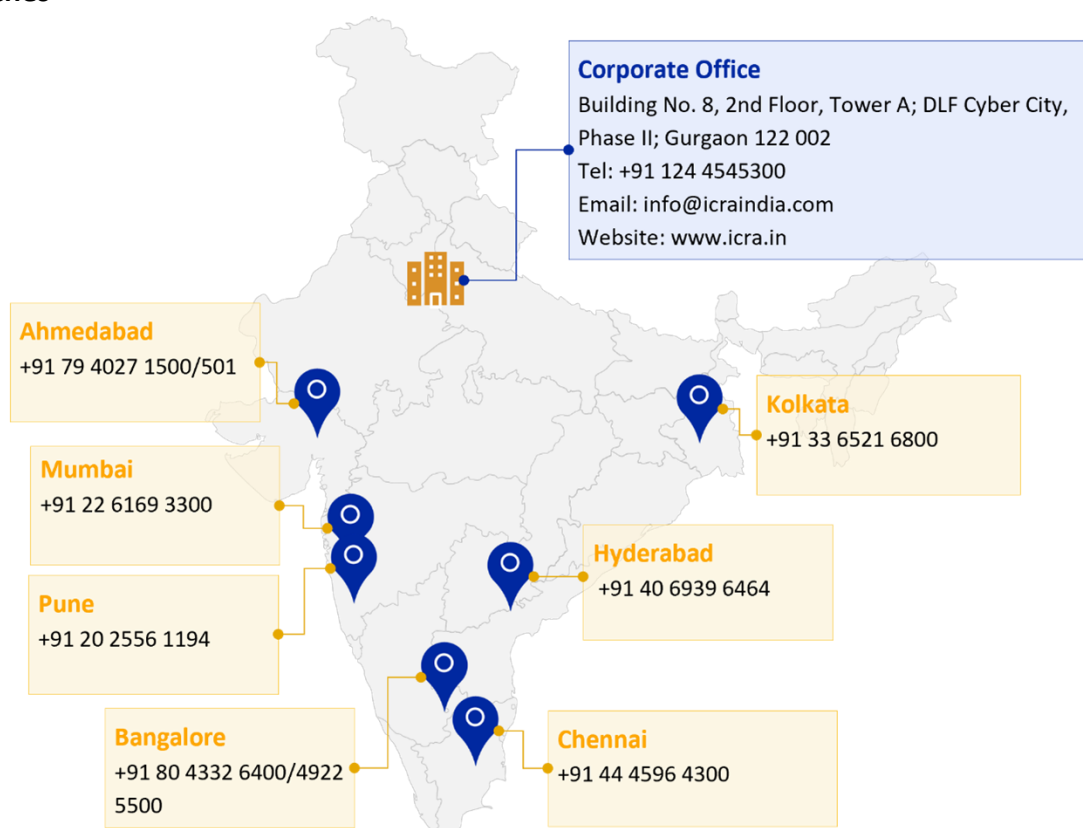 Corporate Office
Building No. 8, 2nd Floor, Tower A; DLF Cyber City,
Phase II; Gurgaon 122 002
Tel: +91 124 4545300
Email: info@icraindia.com
Website: www.icra.in
Ahmedabad
+91 79 4027 1500/501
Kolkata
+91 33 6521 6800
Mumbai
+91 22 6169 3300
Hyderabad
+91 40 6939 6464
Pune
+91 20 2556 1194
Bangalore
+91 80 4332 6400/4922
5500
Chennai
+91 44 4596 4300